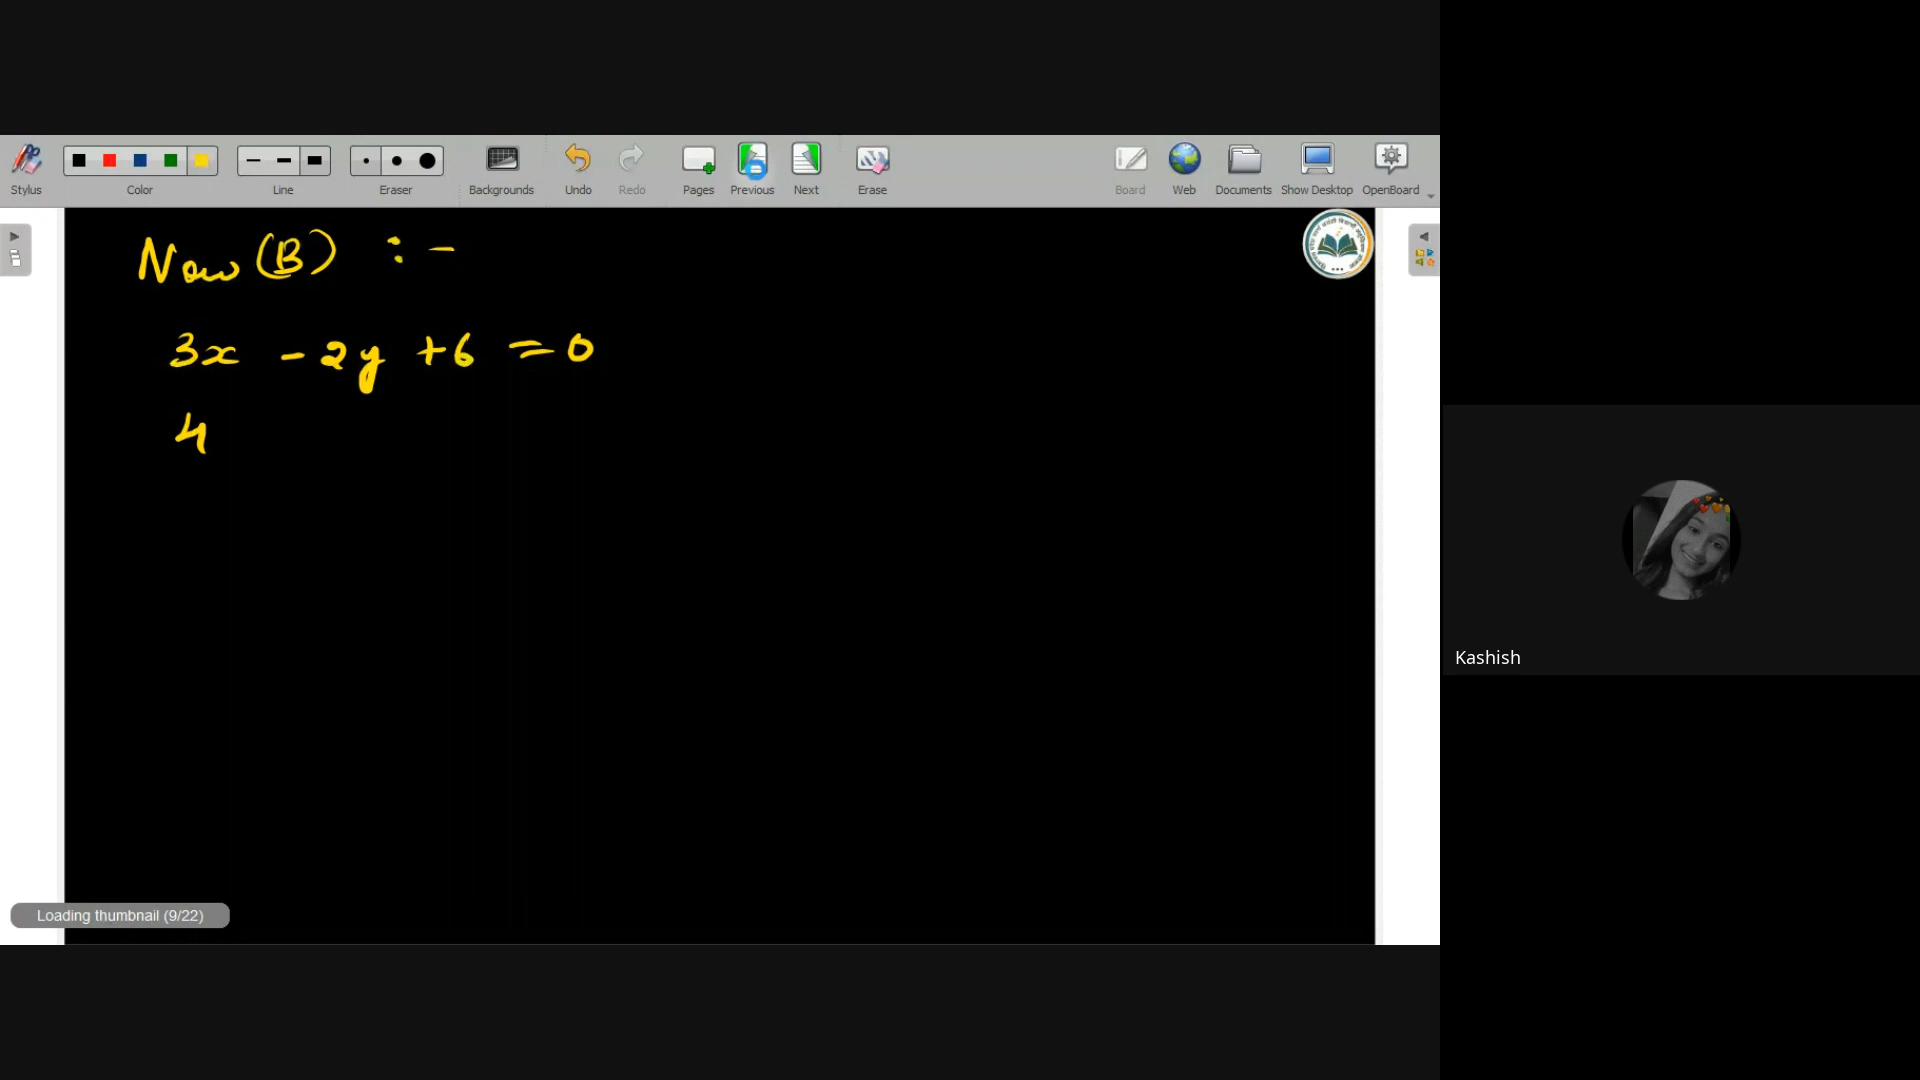 Stylus Color Line Eraser Backgrounds Undo Redo Pages Previous Next Erase Board Web Documents Show Desktop OpenBoard
Now (B) : -
3x - 2y + 6 = 0
4
Kashish
Loading thumbnail (9/22)